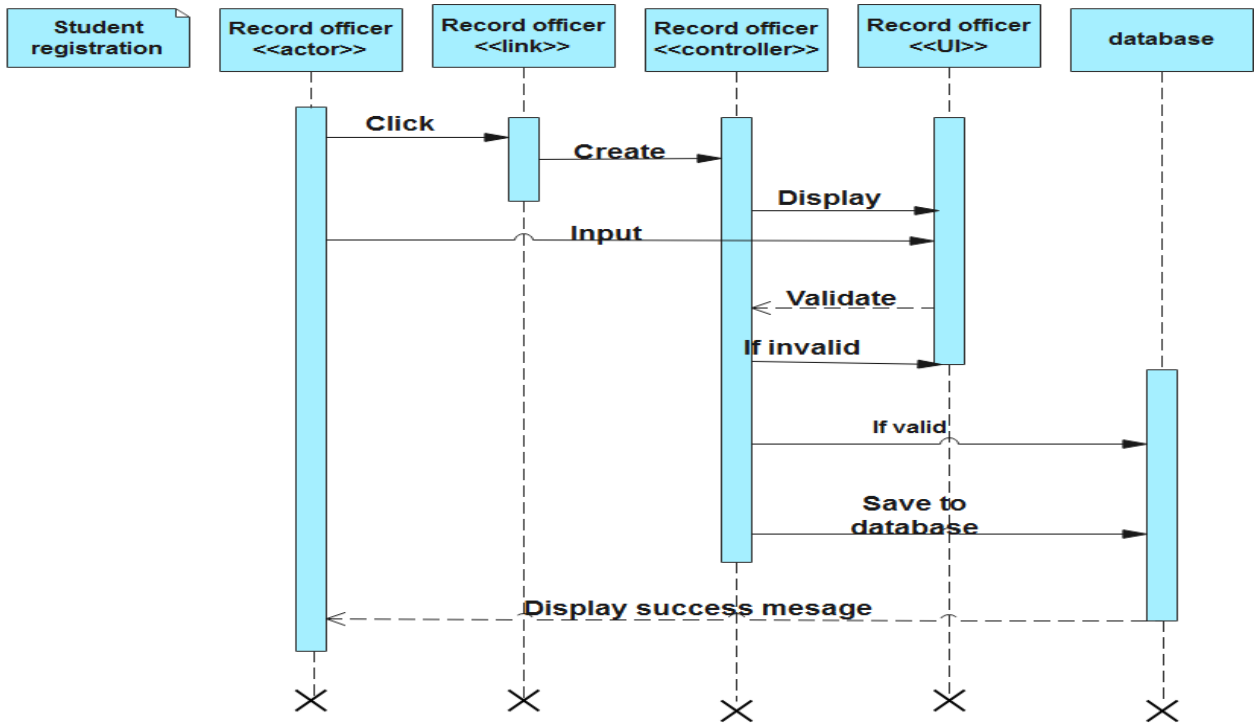 Student
registration
Record officer
<<actor>>
Record officer
<<link>>
Record officer
<<controller>>
Record officer
<<UI>>
database
Click
Create
Display
Input
Validate
If invalid
If valid
Save to
database
Display success mesage